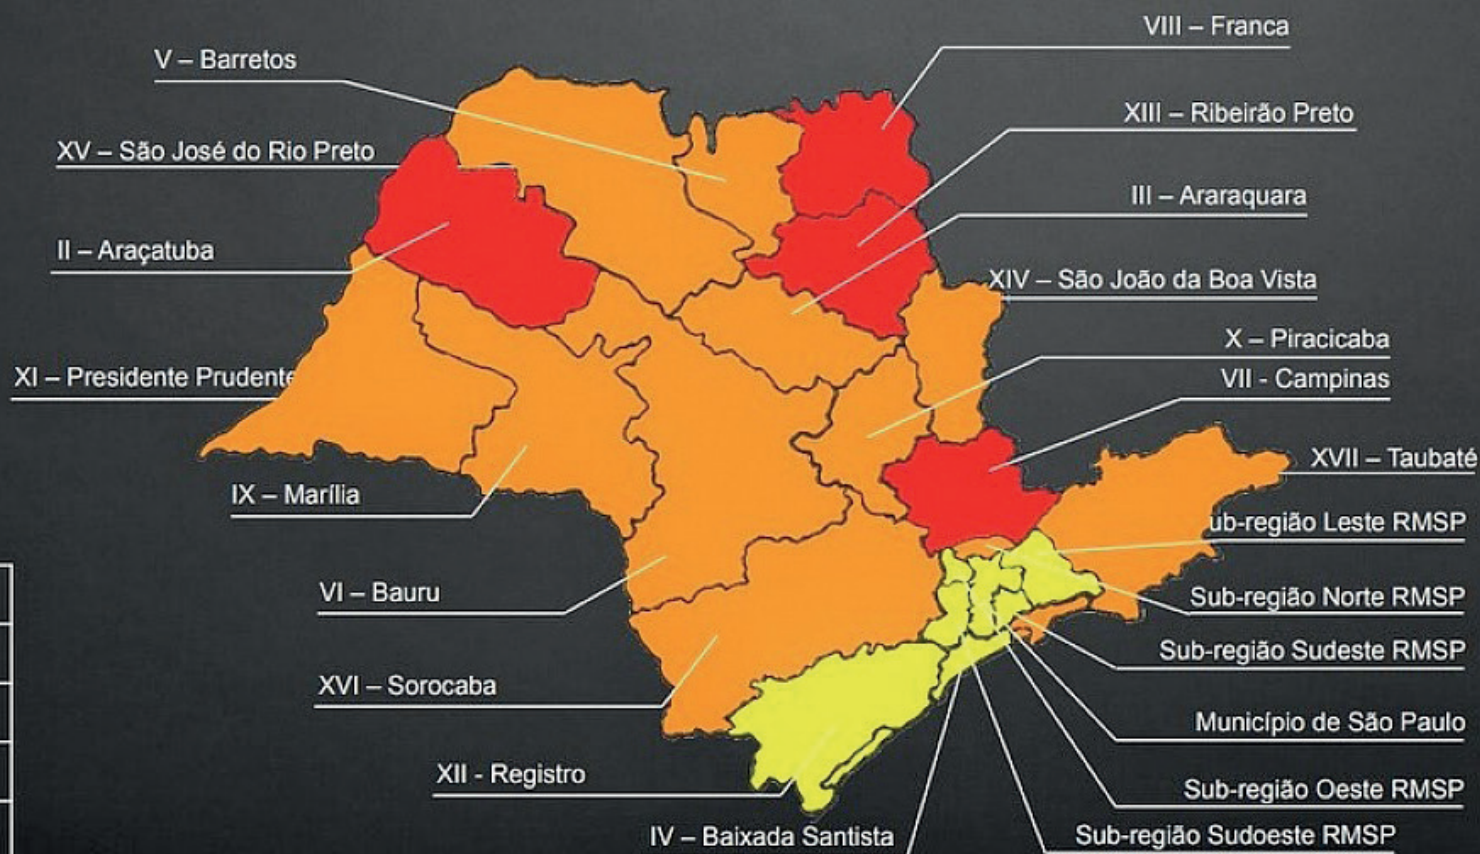 VIII – Franca
V – Barretos
XIII – Ribeirão Preto
XV – São José do Rio Preto
III – Araraquara
II – Araçatuba
XIV – São João da Boa Vista
X – Piracicaba
XI – Presidente Prudente
VII - Campinas
XVII – Taubaté
IX – Marília
ub-região Leste RMSP
VI – Bauru
Sub-região Norte RMSP
Sub-região Sudeste RMSP
XVI – Sorocaba
Município de São Paulo
XII - Registro
Sub-região Oeste RMSP
IV – Baixada Santista
Sub-região Sudoeste RMSP